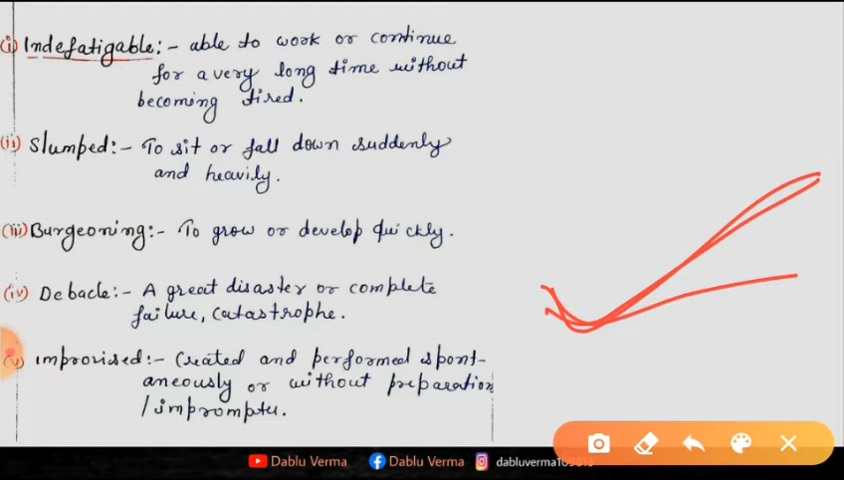 (i) Indefatigable:- able to work or continue
for a very long time without
becoming tired.
(ii) Slumped:- To sit or fall down suddenly
and heavily.
(iii) Burgeoning:- To grow or develop quickly.
(iv) Debacle:- A great disaster or complete
failure, catastrophe.
(v) improvised:- Created and performed spont-
aneously or without preparation
/impromptu.
Dablu Verma Dablu Verma